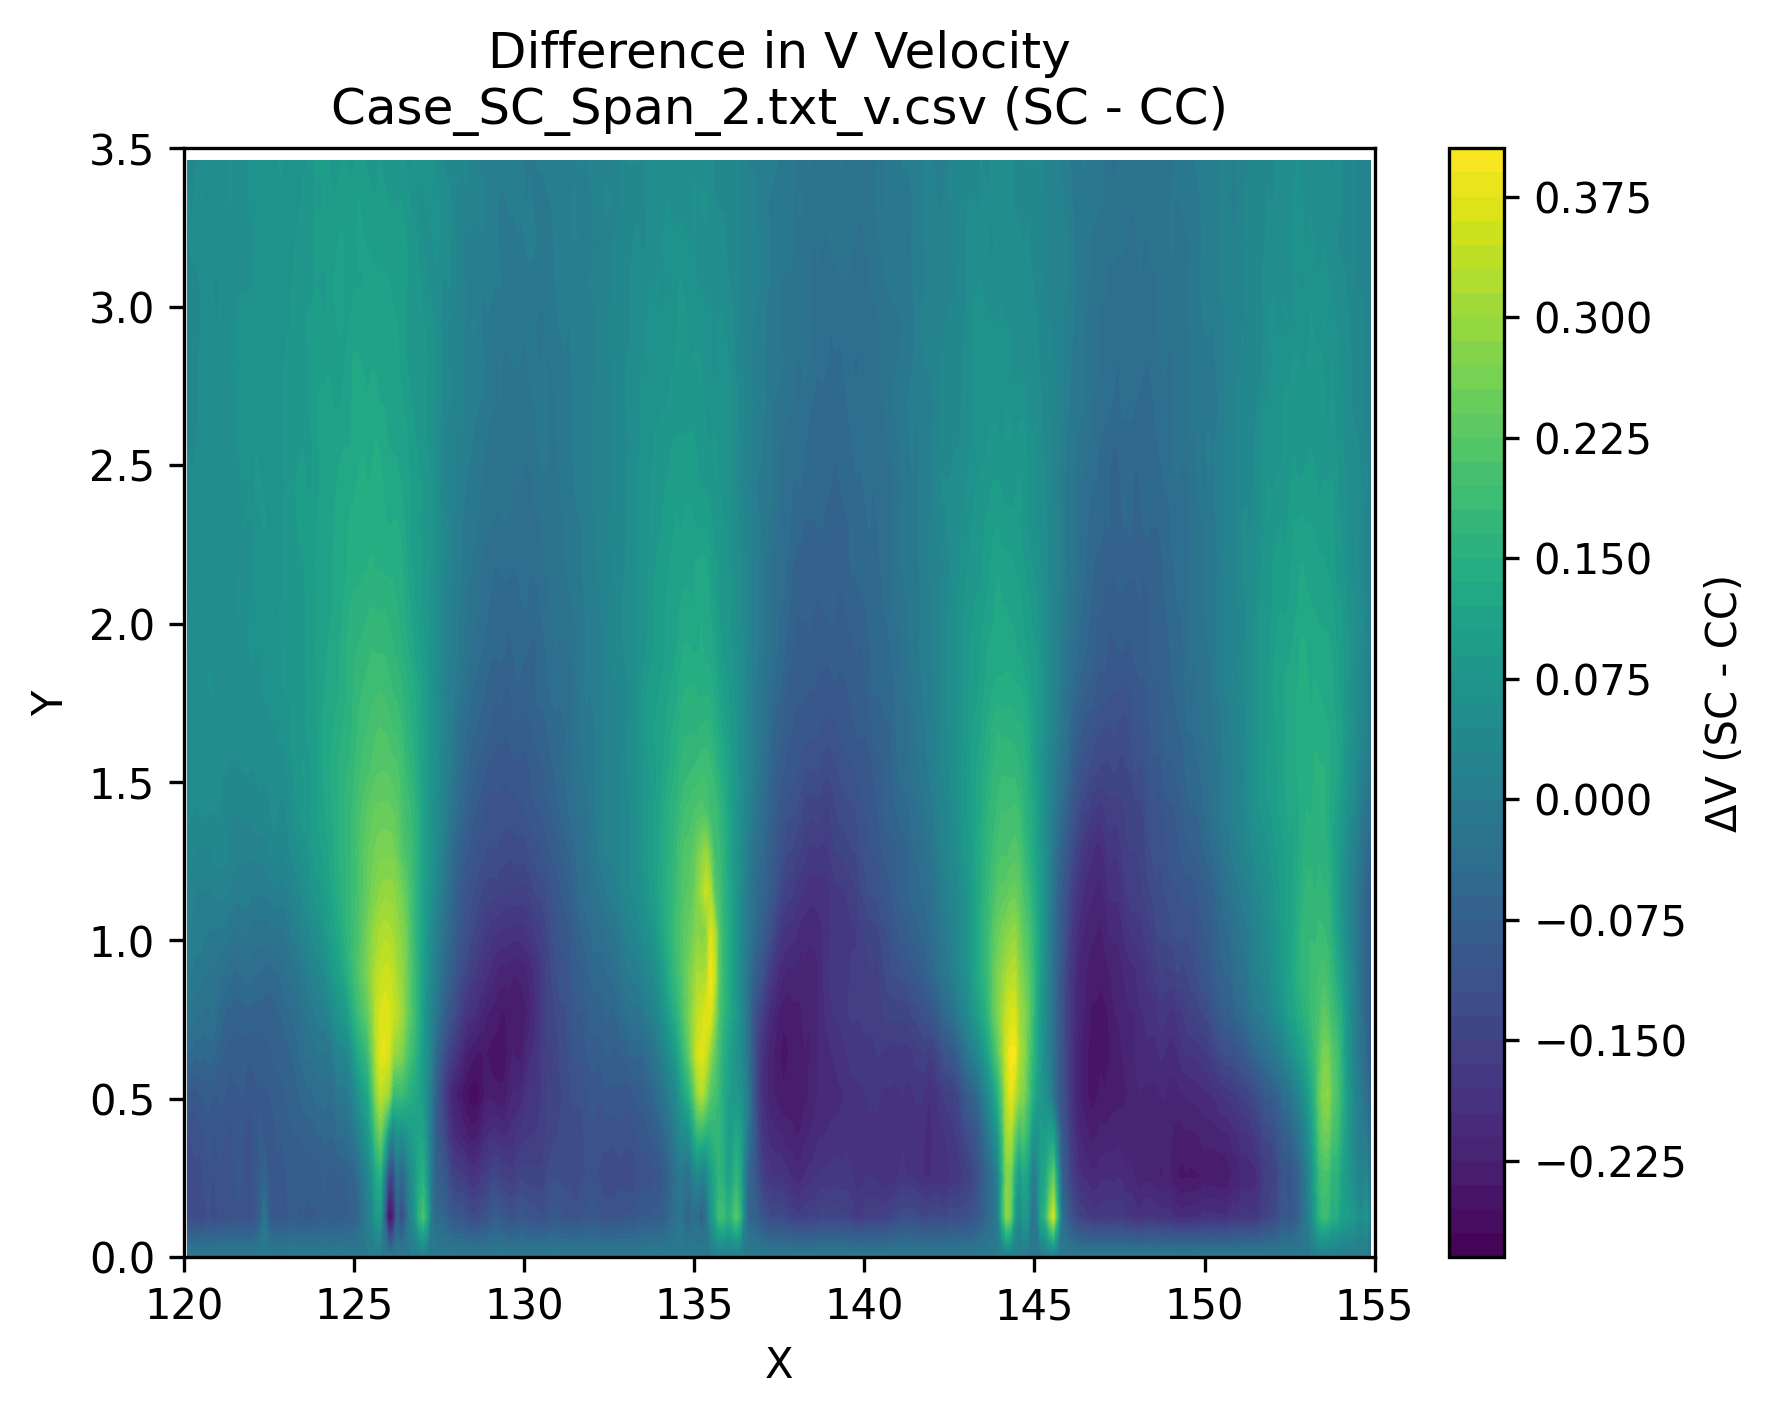 Difference in V Velocity
Case_SC_Span_2.txt_v.csv (SC - CC)
3.5
3.0
2.5
2.0
1.5
1.0
0.5
0.0
Y
120 125 130 135 140 145 150 155
X
0.375
0.300
0.225
0.150
0.075
0.000
−0.075
−0.150
−0.225
ΔV (SC - CC)